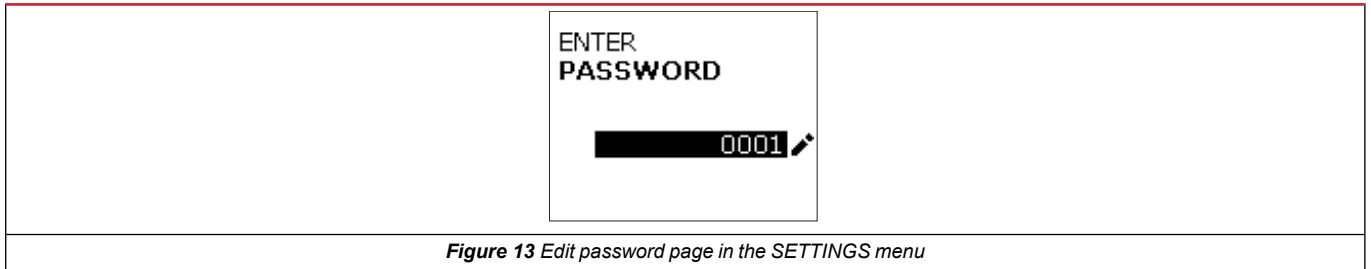 ENTER
PASSWORD
0001
Figure 13 Edit password page in the SETTINGS menu